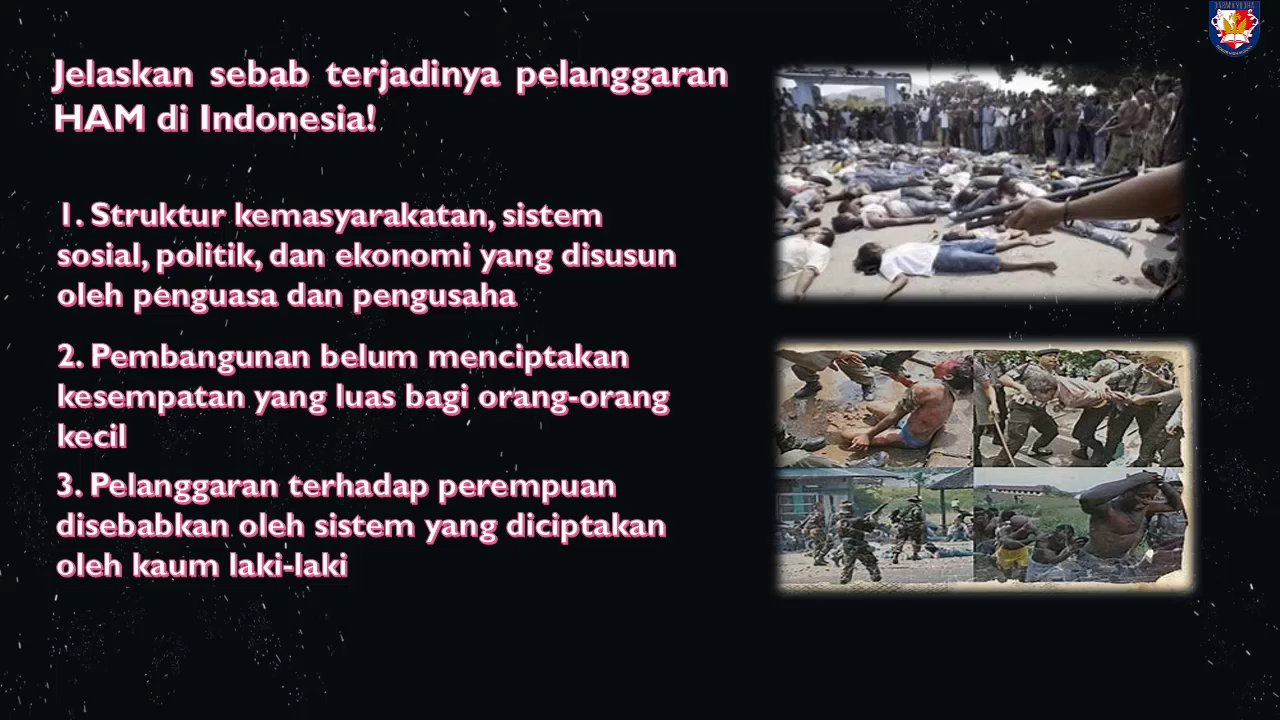 Jelaskan sebab terjadinya pelanggaran
HAM di Indonesia!
1. Struktur kemasyarakatan, sistem
sosial, politik, dan ekonomi yang disusun
oleh penguasa dan pengusaha
2. Pembangunan belum menciptakan
kesempatan yang luas bagi orang-orang
kecil
3. Pelanggaran terhadap perempuan
disebabkan oleh sistem yang diciptakan
oleh kaum laki-laki